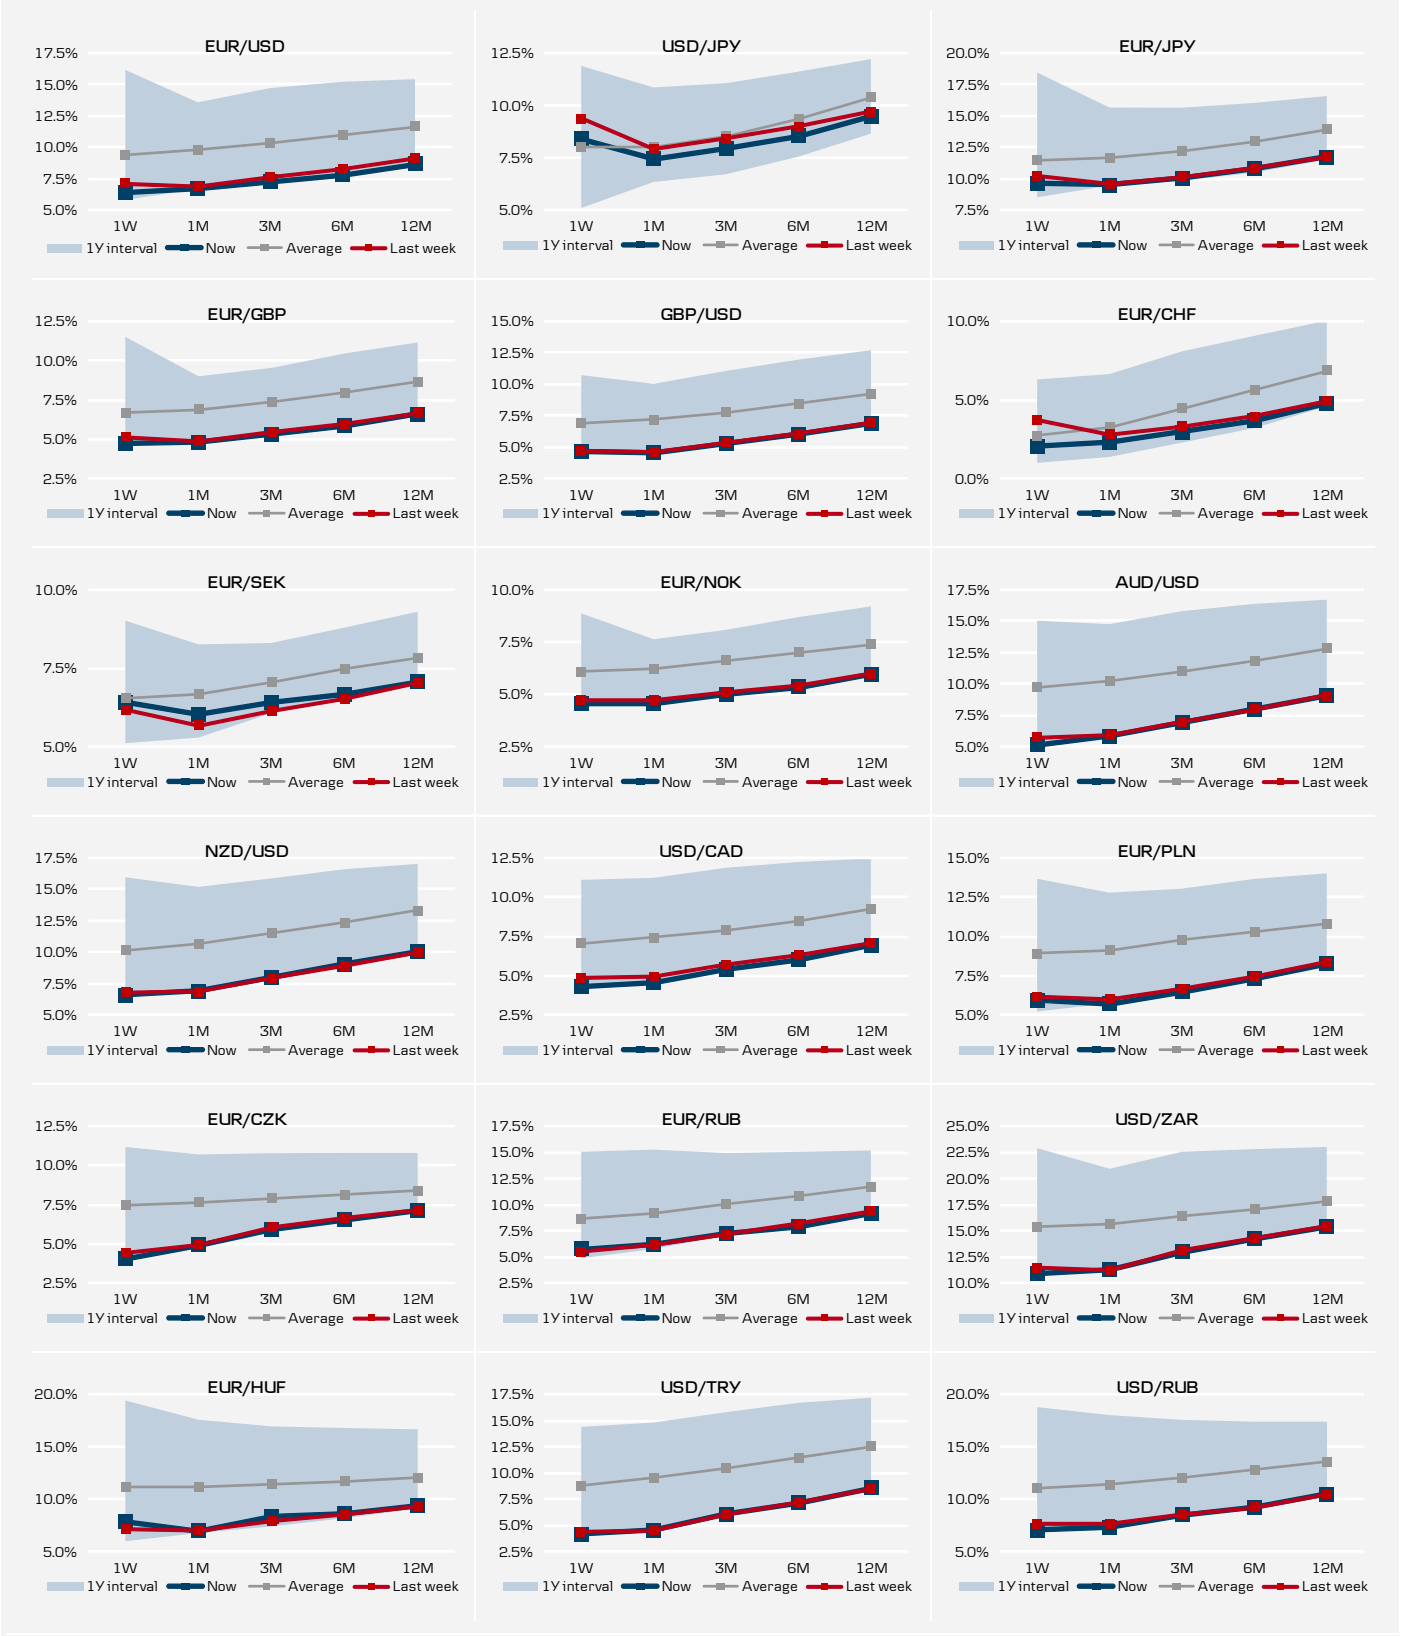 EUR/USD
17.5%
15.0%
12.5%
10.0%
7.5%
5.0%
1W 1M 3M 6M 12M
1Y interval Now Average Last week
USD/JPY
12.5%
10.0%
7.5%
5.0%
1W 1M 3M 6M 12M
1Y interval Now Average Last week
EUR/JPY
20.0%
17.5%
15.0%
12.5%
10.0%
7.5%
1W 1M 3M 6M 12M
1Y interval Now Average Last week
EUR/GBP
12.5%
10.0%
7.5%
5.0%
2.5%
1W 1M 3M 6M 12M
1Y interval Now Average Last week
GBP/USD
15.0%
12.5%
10.0%
7.5%
5.0%
2.5%
1W 1M 3M 6M 12M
1Y interval Now Average Last week
EUR/CHF
10.0%
5.0%
0.0%
1W 1M 3M 6M 12M
1Y interval Now Average Last week
EUR/SEK
10.0%
7.5%
5.0%
1W 1M 3M 6M 12M
1Y interval Now Average Last week
EUR/NOK
10.0%
7.5%
5.0%
2.5%
1W 1M 3M 6M 12M
1Y interval Now Average Last week
AUD/USD
17.5%
15.0%
12.5%
10.0%
7.5%
5.0%
1W 1M 3M 6M 12M
1Y interval Now Average Last week
NZD/USD
17.5%
15.0%
12.5%
10.0%
7.5%
5.0%
1W 1M 3M 6M 12M
1Y interval Now Average Last week
USD/CAD
12.5%
10.0%
7.5%
5.0%
2.5%
1W 1M 3M 6M 12M
1Y interval Now Average Last week
EUR/PLN
15.0%
12.5%
10.0%
7.5%
5.0%
1W 1M 3M 6M 12M
1Y interval Now Average Last week
EUR/CZK
12.5%
10.0%
7.5%
5.0%
2.5%
1W 1M 3M 6M 12M
1Y interval Now Average Last week
EUR/RUB
17.5%
15.0%
12.5%
10.0%
7.5%
5.0%
2.5%
1W 1M 3M 6M 12M
1Y interval Now Average Last week
USD/ZAR
25.0%
22.5%
20.0%
17.5%
15.0%
12.5%
10.0%
1W 1M 3M 6M 12M
1Y interval Now Average Last week
EUR/HUF
20.0%
15.0%
10.0%
5.0%
1W 1M 3M 6M 12M
1Y interval Now Average Last week
USD/TRY
17.5%
15.0%
12.5%
10.0%
7.5%
5.0%
2.5%
1W 1M 3M 6M 12M
1Y interval Now Average Last week
USD/RUB
20.0%
15.0%
10.0%
5.0%
1W 1M 3M 6M 12M
1Y interval Now Average Last week